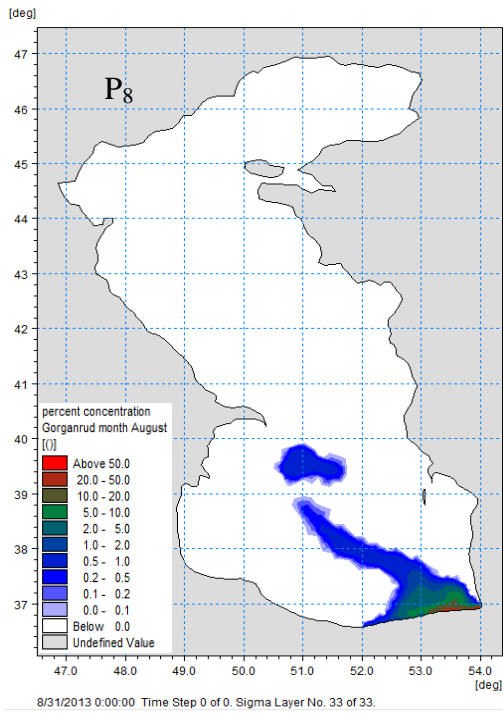 [deg]
47
P₈
46
45
44
43
42
41
40
39
38
37
percent concentration
Gorganrud month August
[()]
Above 50.0
20.0 - 50.0
10.0 - 20.0
5.0 - 10.0
2.0 - 5.0
1.0 - 2.0
0.5 - 1.0
0.2 - 0.5
0.1 - 0.2
0.0 - 0.1
Below 0.0
Undefined Value
47.0 48.0 49.0 50.0 51.0 52.0 53.0 54.0
[deg]
8/31/2013 0:00:00 Time Step 0 of 0. Sigma Layer No. 33 of 33.